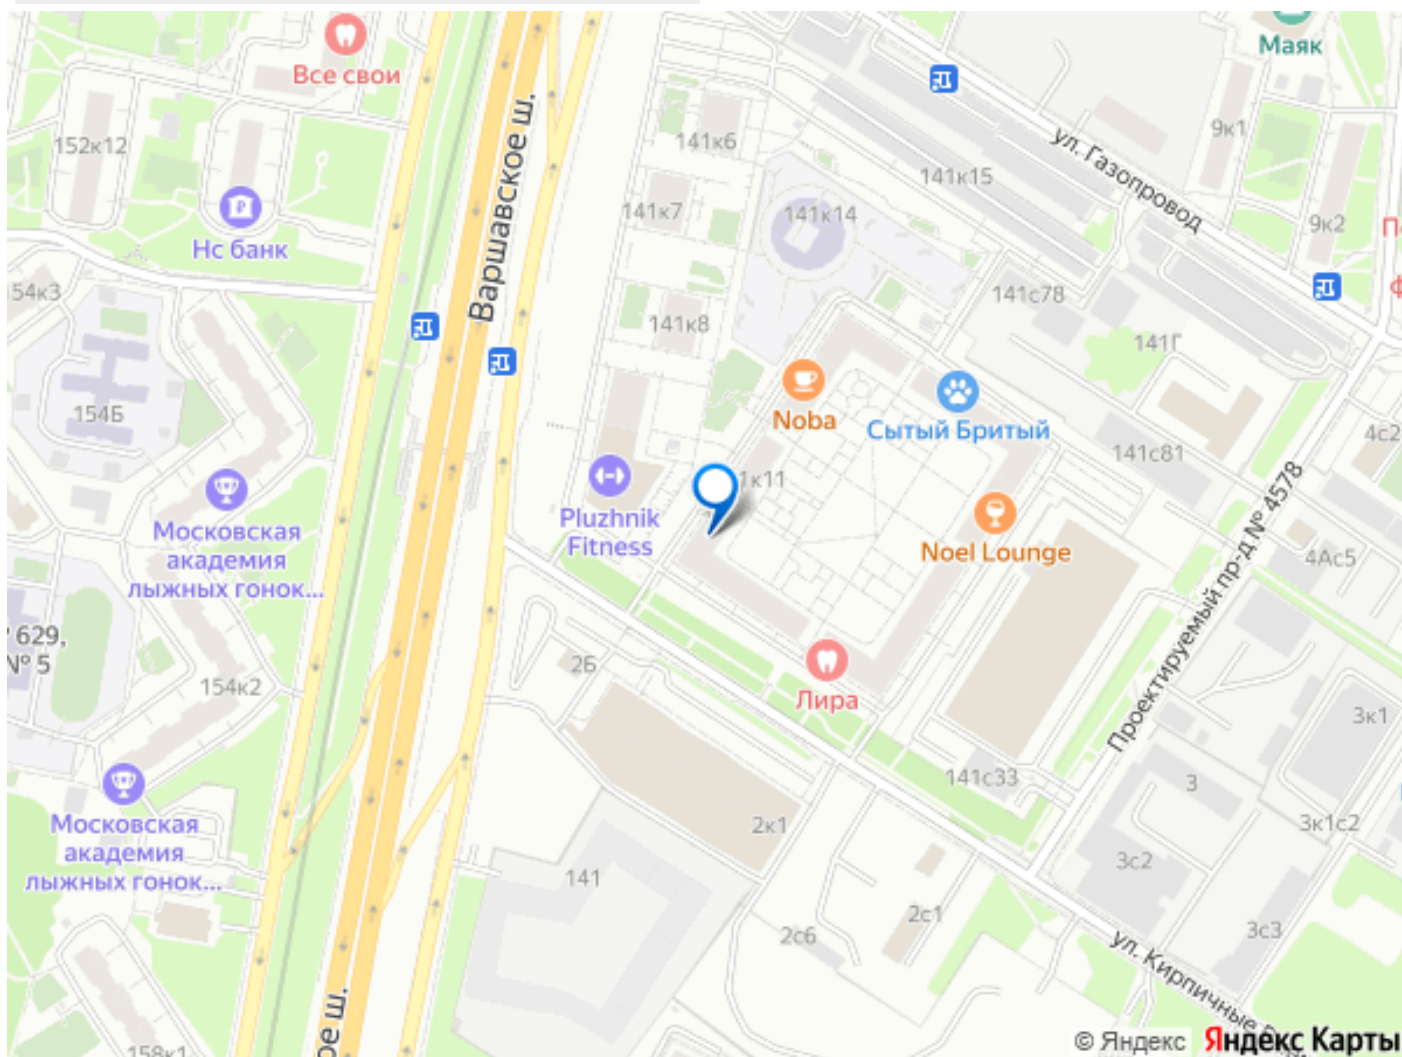 Все свои
Маяк
152к12
Варшавское ш.
141к6
ул. Газопровод
9к1
141к15
141к7
141к14
9к2
Нс банк
54к3
141с78
141к8
141Г
154Б
Noba
Сытый Бритый
4с2
141с81
1к11
Московская
академия
лыжных гонок...
Pluzhnik
Fitness
Noel Lounge
Проектируемый пр-д № 4578
4Ас5
629,
№ 5
2Б
154к2
Лира
3к1
141с33
3
Московская
академия
лыжных гонок...
2к1
3к1с2
141
3с2
2с1
2с6
3с3
ул. Кирпичные
ое ш.
158к1
© Яндекс
Яндекс Карты